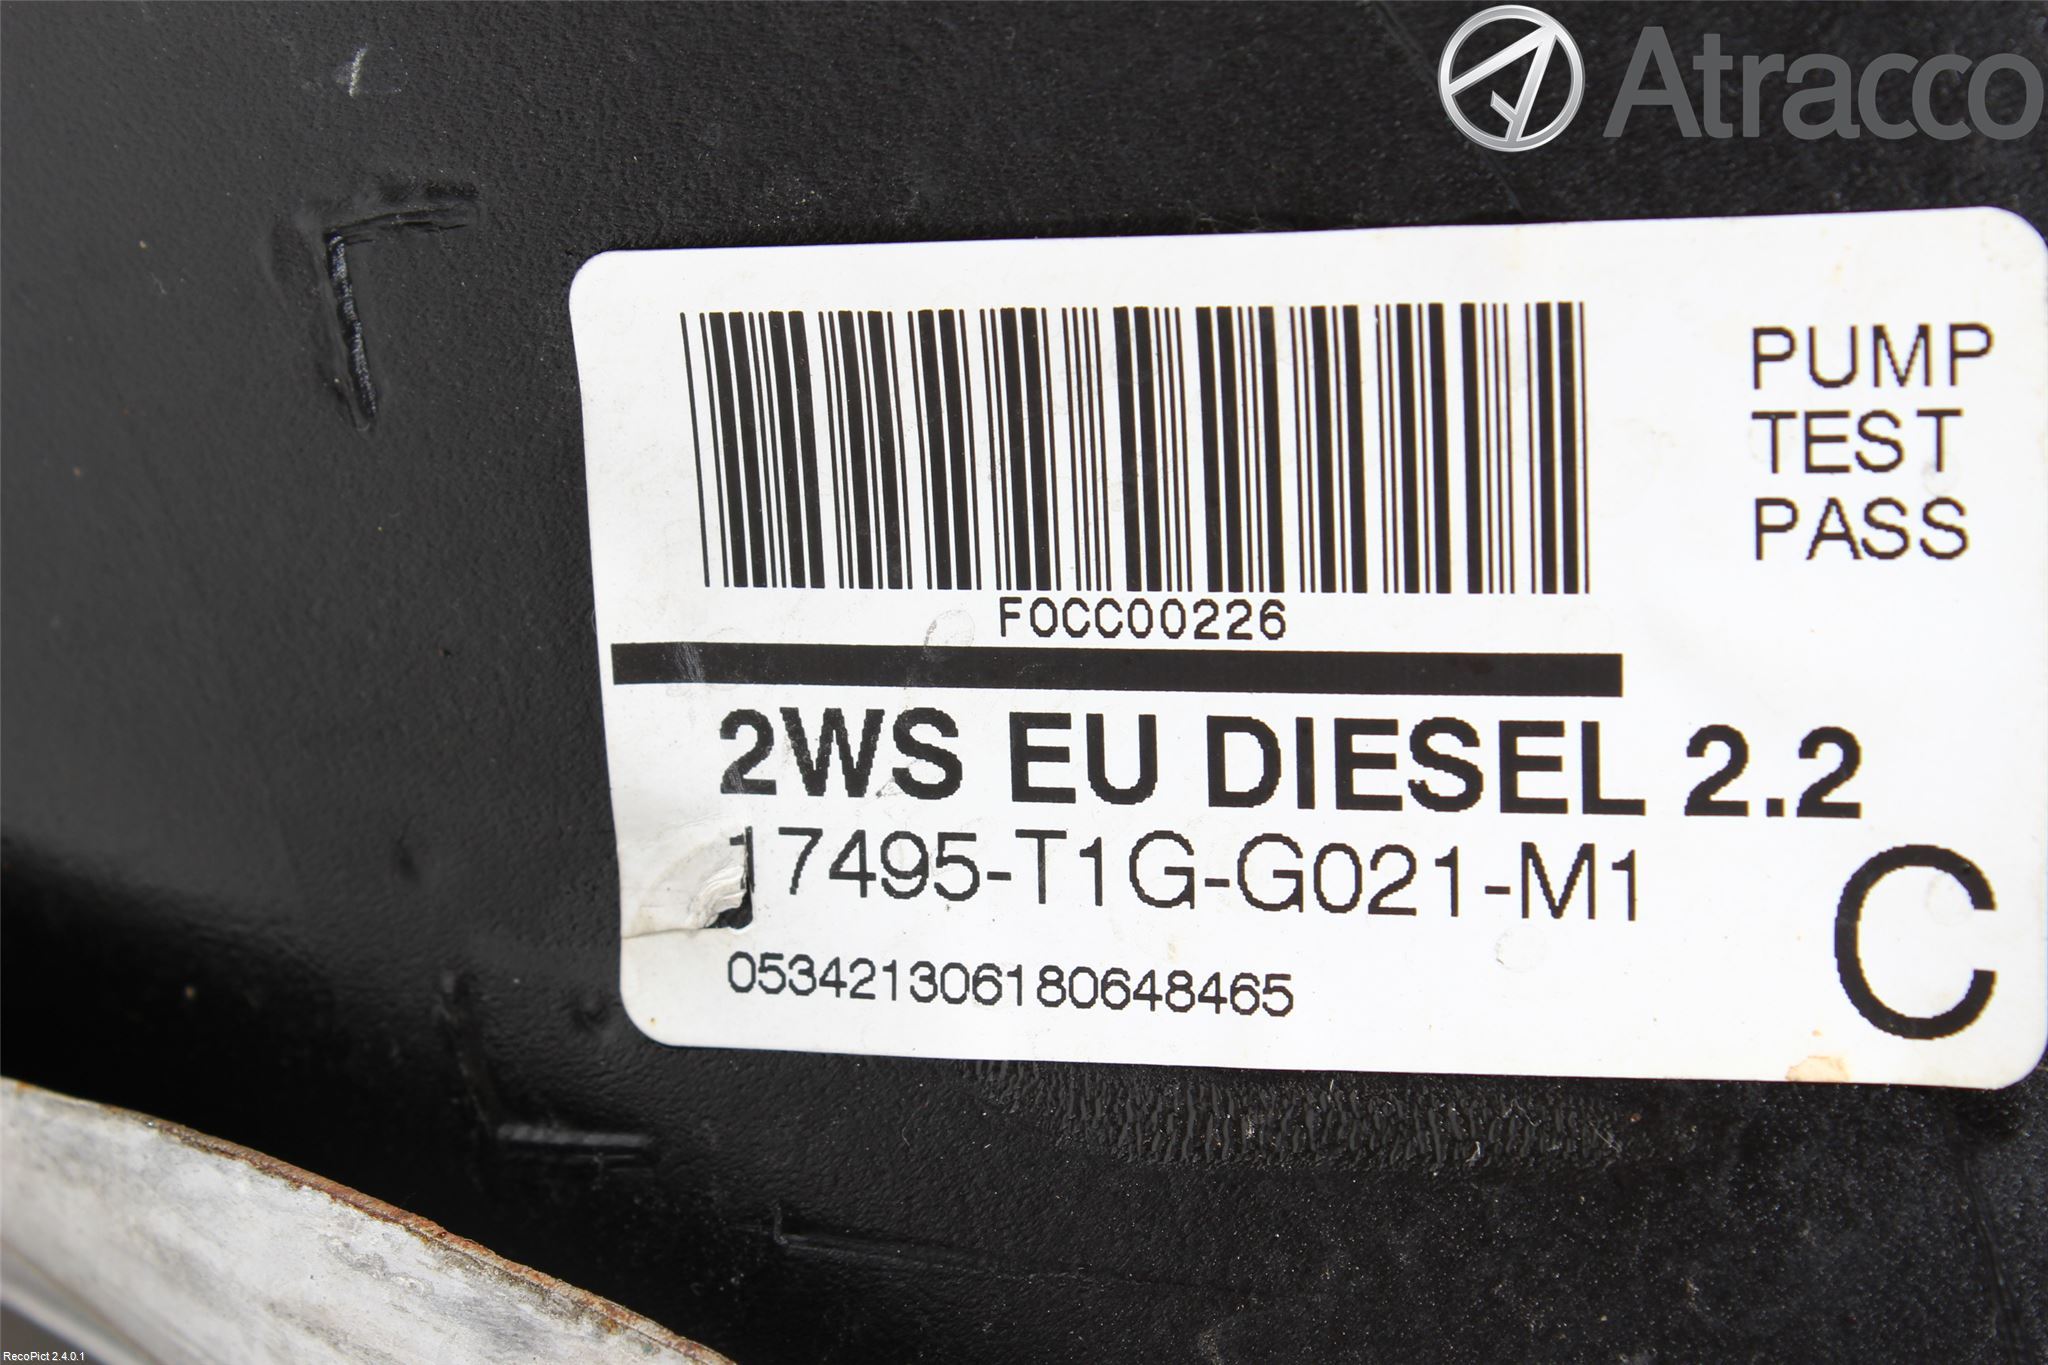 Atracco
PUMP
TEST
PASS
F0CC00226
2WS EU DIESEL 2.2
17495-T1G-G021-M1
C
053421306180648465
RecoPict 2.4.0.1